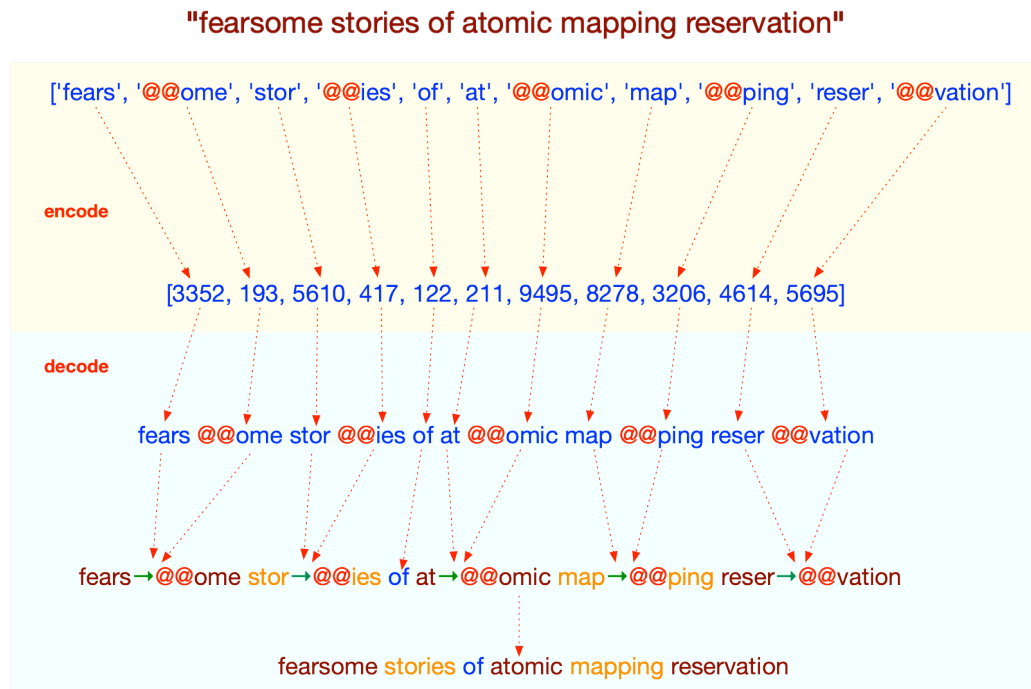 "fearsome stories of atomic mapping reservation"
['fears', '@@ome', 'stor', '@@ies', 'of', 'at', '@@omic', 'map', '@@ping', 'reser', '@@vation']
encode
[3352, 193, 5610, 417, 122, 211, 9495, 8278, 3206, 4614, 5695]
decode
fears @@ome stor @@ies of at @@omic map @@ping reser @@vation
fears→@@ome stor→@@ies of at→@@omic map→@@ping reser→@@vation
fearsome stories of atomic mapping reservation